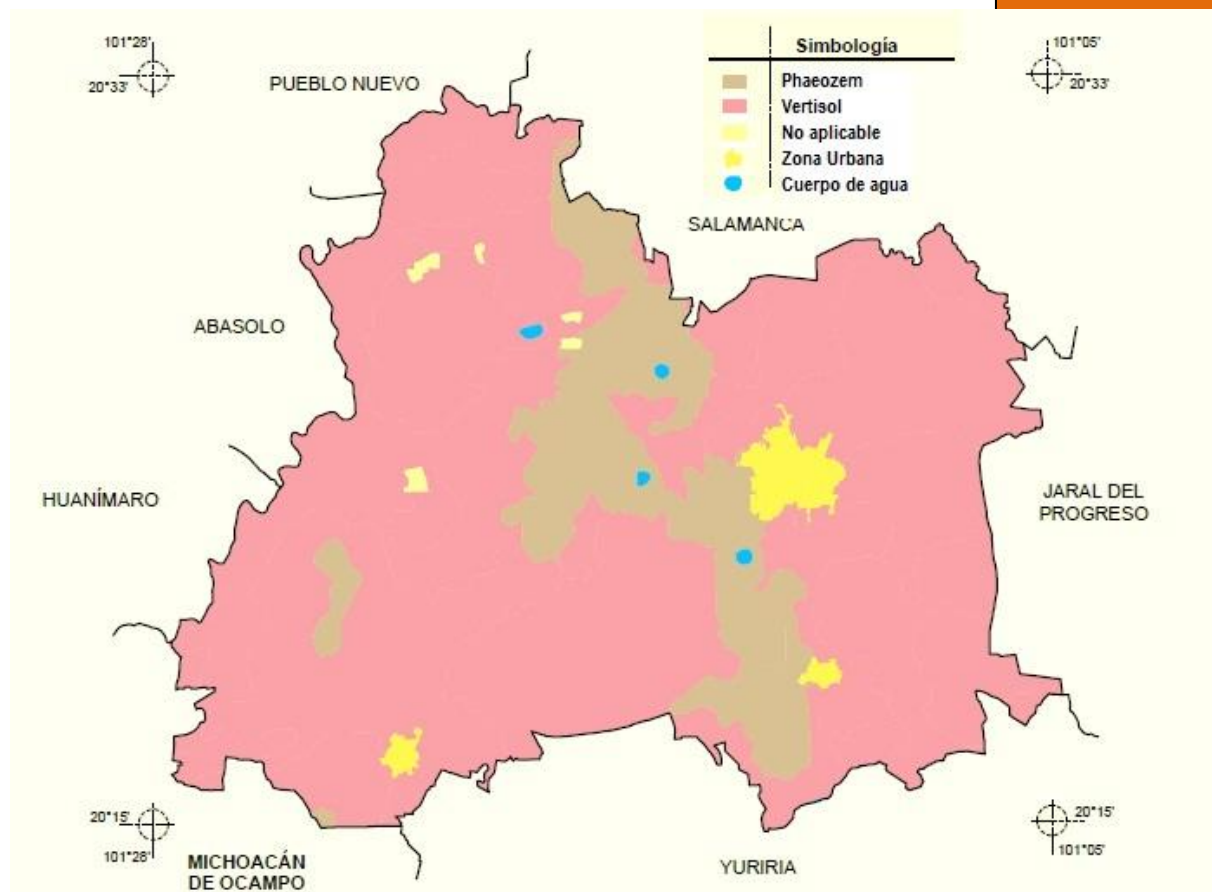 101°28'
20°33'
PUEBLO NUEVO
Simbología
Phaeozem
Vertisol
No aplicable
Zona Urbana
Cuerpo de agua
101°05'
20°33'
SALAMANCA
ABASOLO
HUANÍMARO
JARAL DEL
PROGRESO
20°15'
101°28'
MICHOACÁN
DE OCAMPO
YURIRIA
20°15'
101°05'